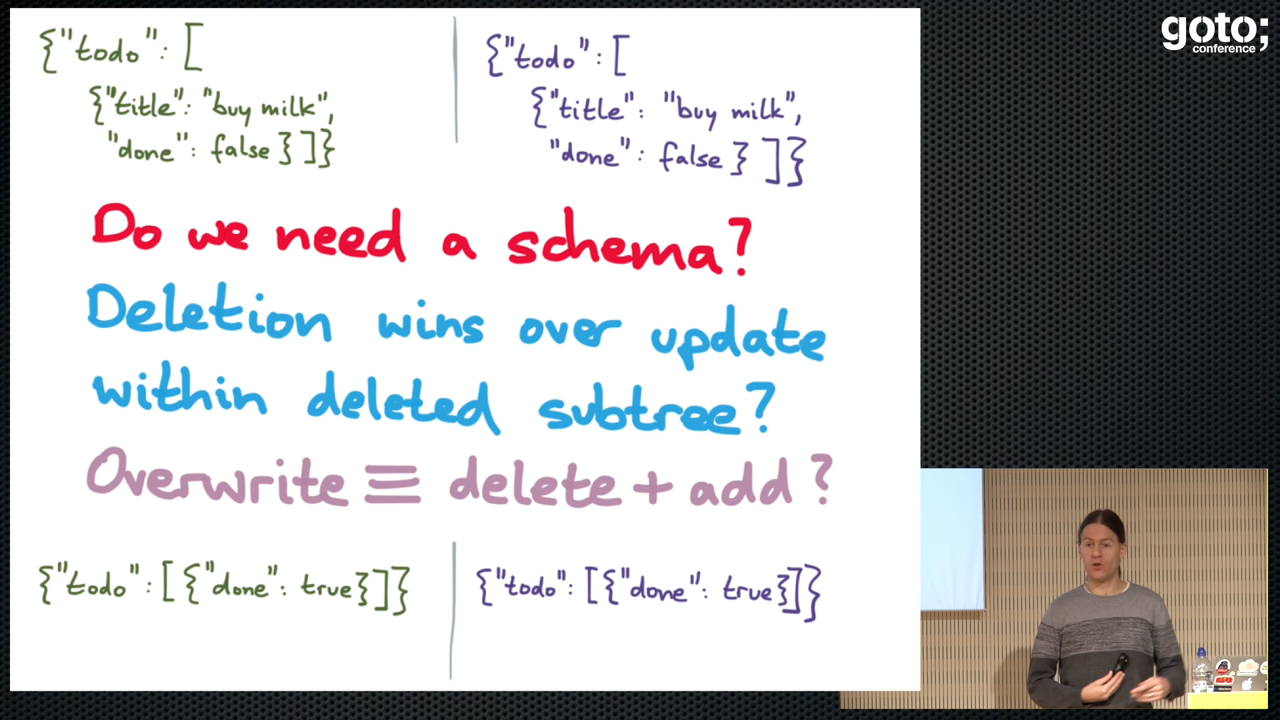 {"todo": [
{"title": "buy milk",
"done": false } ] }
{"todo": [
{"title": "buy milk",
"done": false } ] }
Do we need a schema?
Deletion wins over update
within deleted subtree?
Overwrite ≡ delete + add ?
{"todo": [ {"done": true} ] }
{"todo": [ {"done": true} ] }
goto;
conference